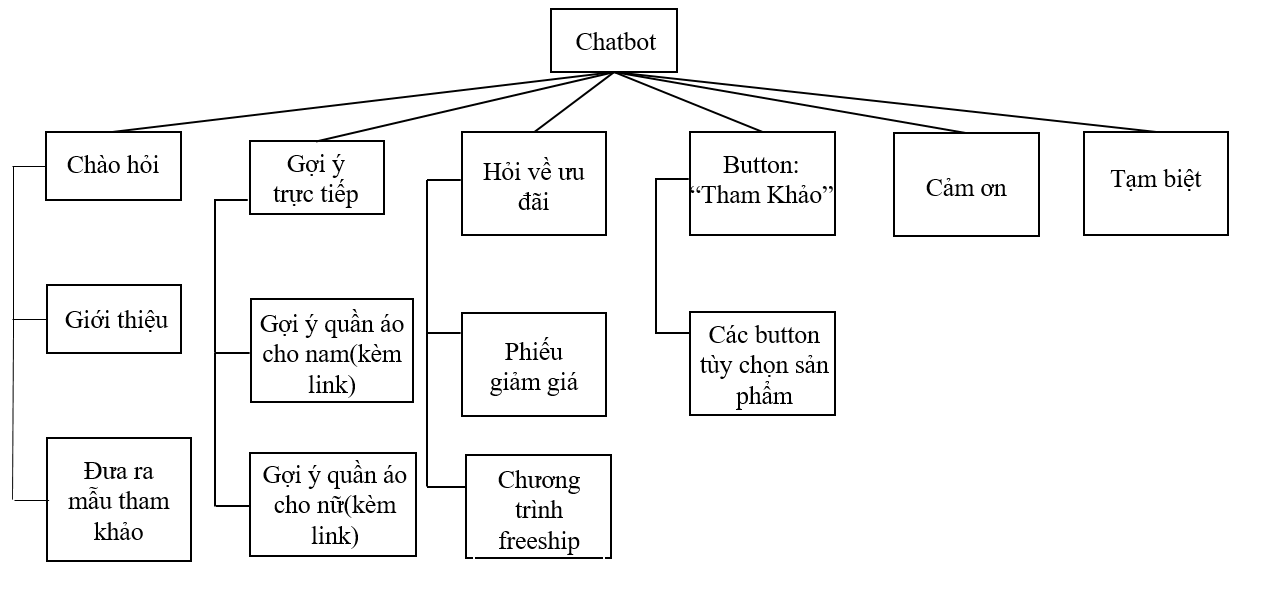 Chatbot
Chào hỏi
Gợi ý
trực tiếp
Hỏi về ưu
đãi
Button:
“Tham Khảo”
Cảm ơn
Tạm biệt
Giới thiệu
Gợi ý quần áo
cho nam(kèm
link)
Phiếu
giảm giá
Các button
tùy chọn sản
phẩm
Đưa ra
mẫu tham
khảo
Gợi ý quần áo
cho nữ(kèm
link)
Chương
trình
freeship